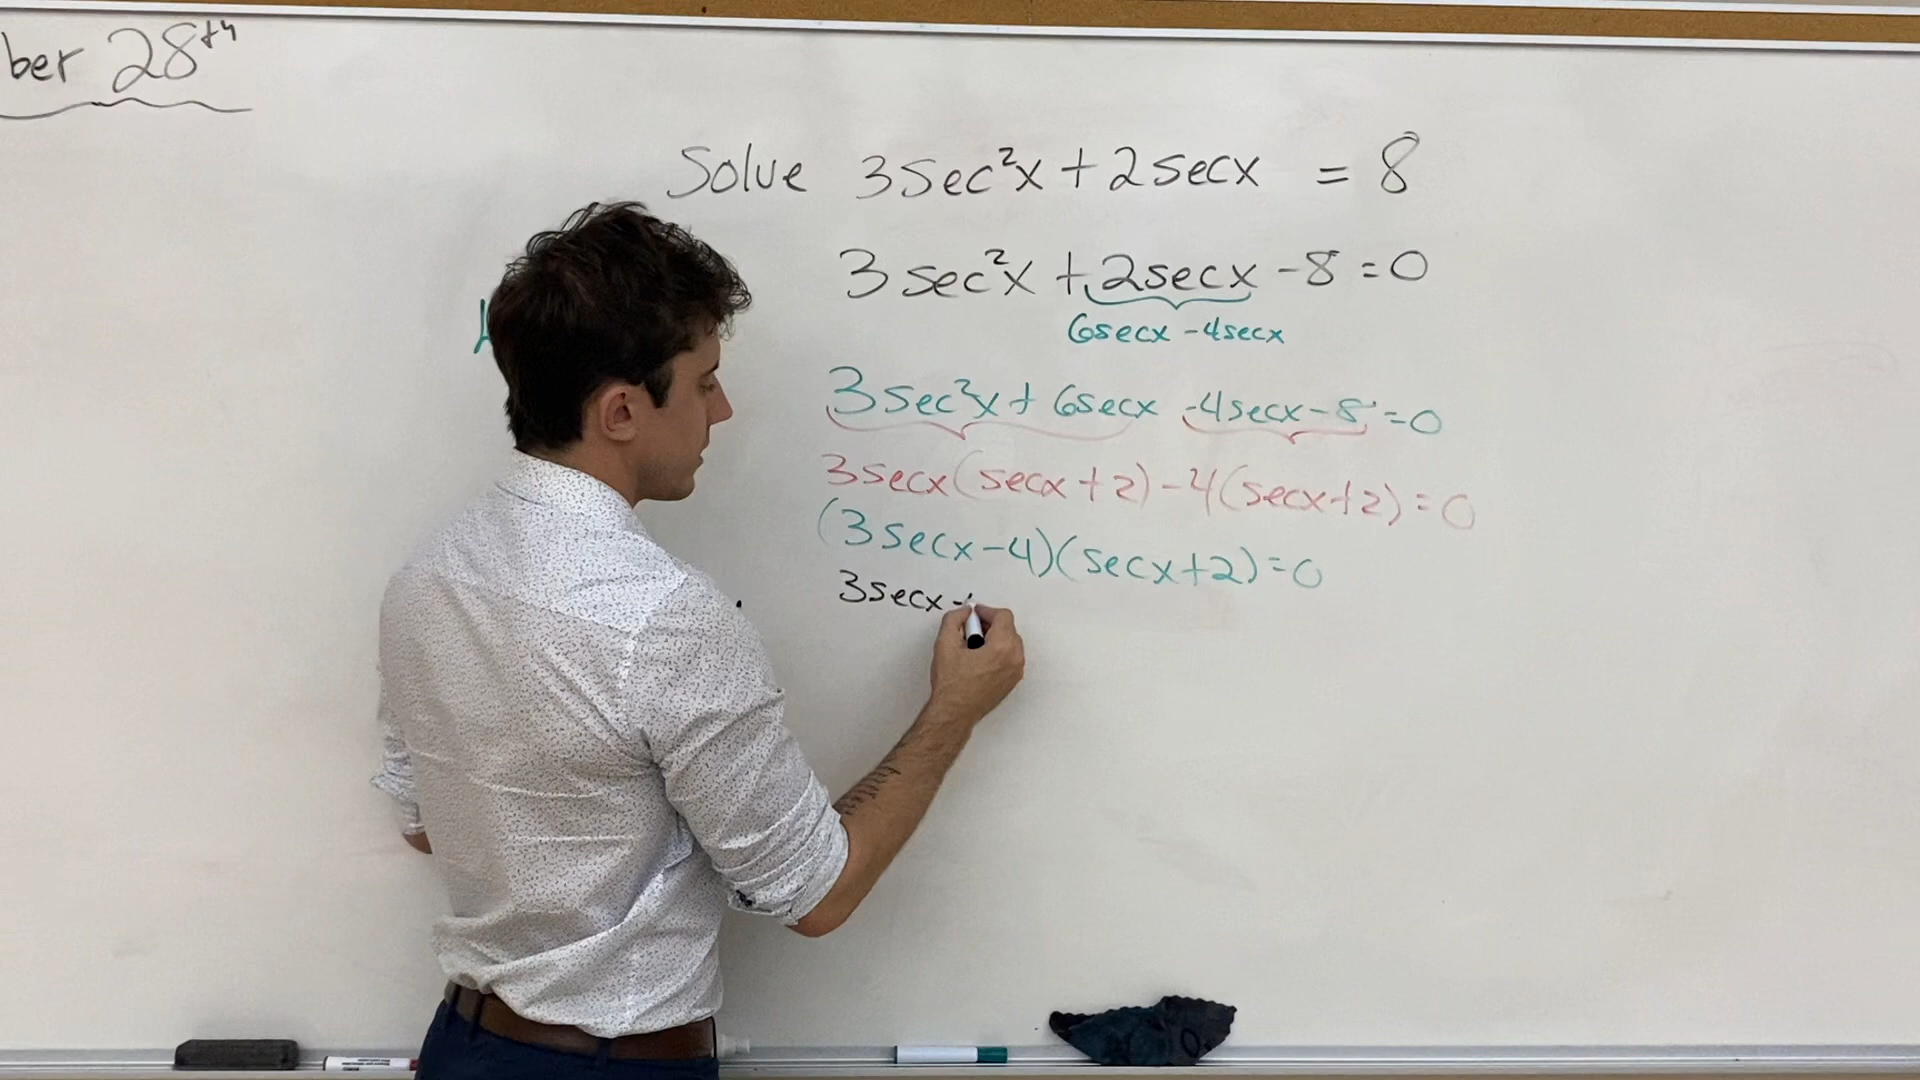 ber 28th
Solve 3sec²x + 2secx = 8
3sec²x + 2secx - 8 = 0
6secx - 4secx
3sec²x + 6secx - 4secx - 8 = 0
3secx(secx + 2) - 4(secx + 2) = 0
(3secx - 4)(secx + 2) = 0
3secx -